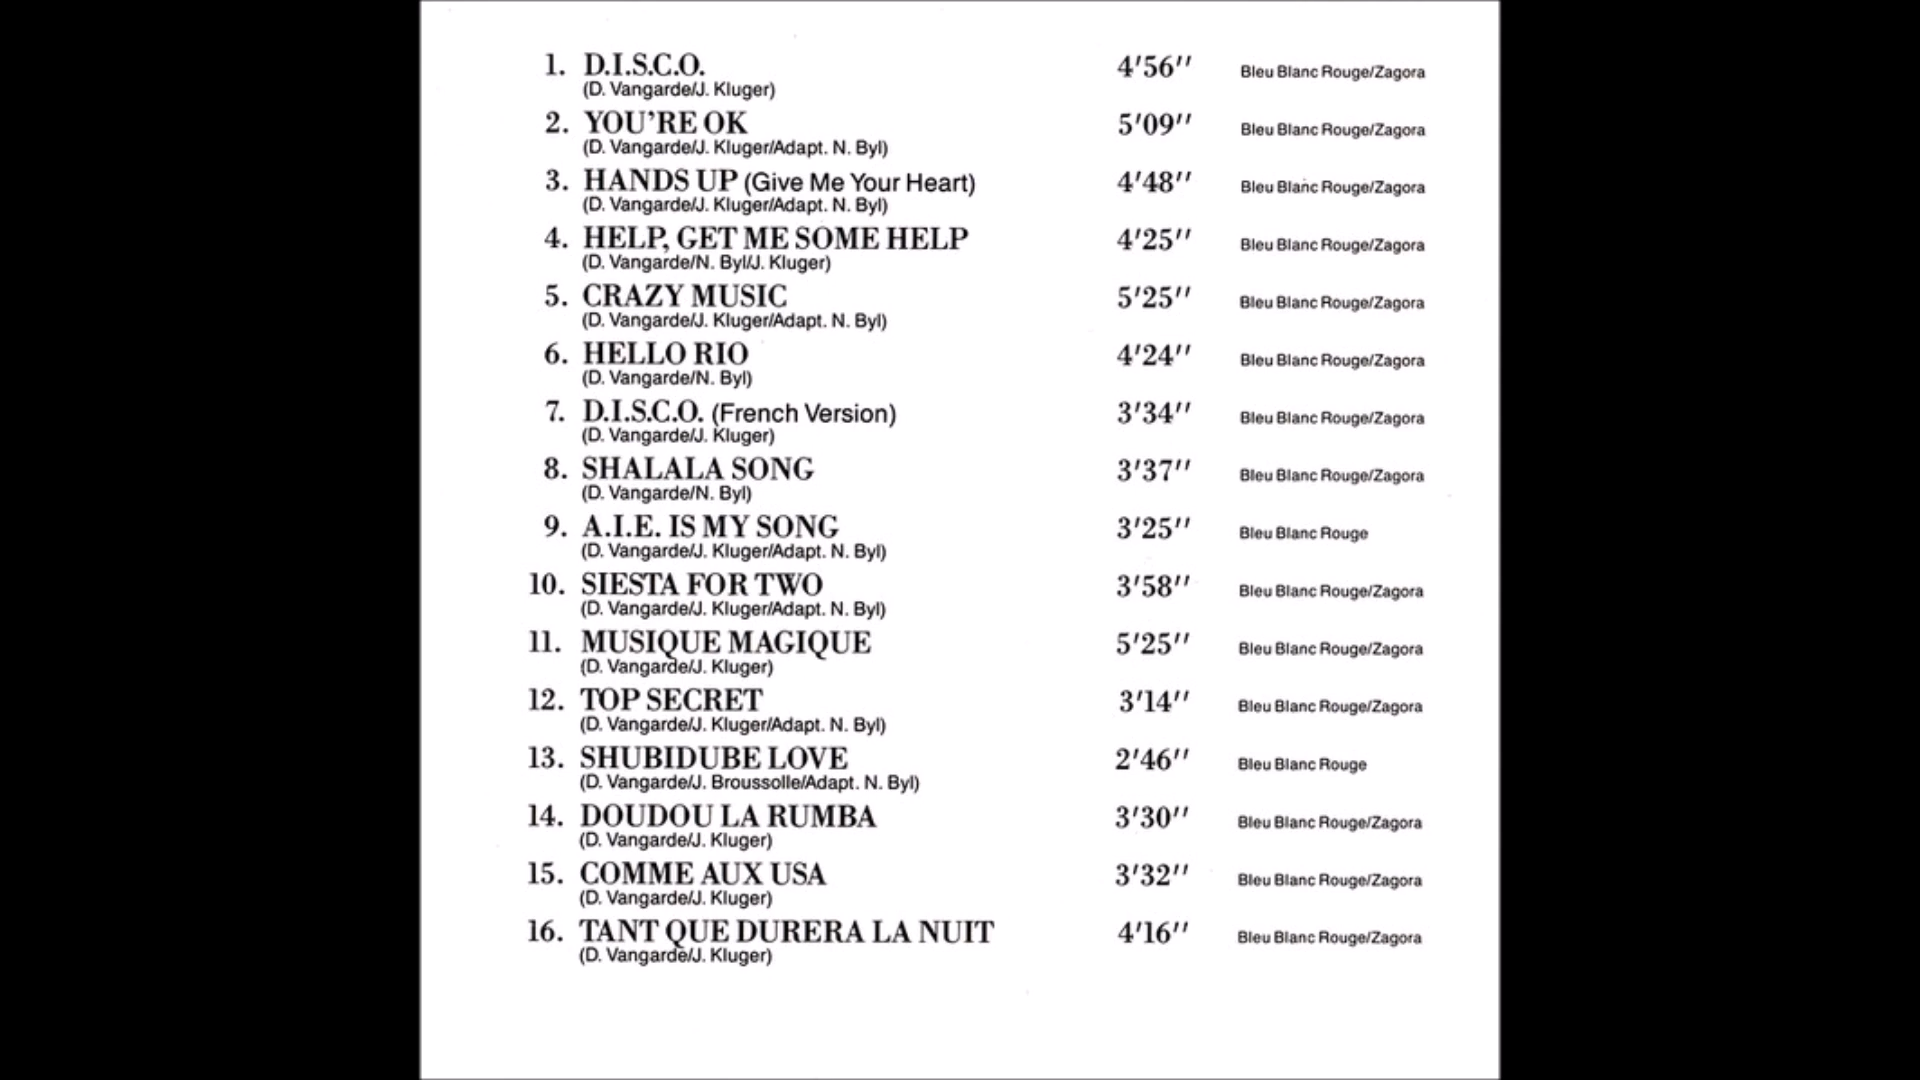 1. D.I.S.C.O. 4'56'' Bleu Blanc Rouge/Zagora
(D. Vangarde/J. Kluger)
2. YOU'RE OK 5'09'' Bleu Blanc Rouge/Zagora
(D. Vangarde/J. Kluger/Adapt. N. Byl)
3. HANDS UP (Give Me Your Heart) 4'48'' Bleu Blanc Rouge/Zagora
(D. Vangarde/J. Kluger/Adapt. N. Byl)
4. HELP, GET ME SOME HELP 4'25'' Bleu Blanc Rouge/Zagora
(D. Vangarde/N. Byl/J. Kluger)
5. CRAZY MUSIC 5'25'' Bleu Blanc Rouge/Zagora
(D. Vangarde/J. Kluger/Adapt. N. Byl)
6. HELLO RIO 4'24'' Bleu Blanc Rouge/Zagora
(D. Vangarde/N. Byl)
7. D.I.S.C.O. (French Version) 3'34'' Bleu Blanc Rouge/Zagora
(D. Vangarde/J. Kluger)
8. SHALALA SONG 3'37'' Bleu Blanc Rouge/Zagora
(D. Vangarde/N. Byl)
9. A.I.E. IS MY SONG 3'25'' Bleu Blanc Rouge
(D. Vangarde/J. Kluger/Adapt. N. Byl)
10. SIESTA FOR TWO 3'58'' Bleu Blanc Rouge/Zagora
(D. Vangarde/J. Kluger/Adapt. N. Byl)
11. MUSIQUE MAGIQUE 5'25'' Bleu Blanc Rouge/Zagora
(D. Vangarde/J. Kluger)
12. TOP SECRET 3'14'' Bleu Blanc Rouge/Zagora
(D. Vangarde/J. Kluger/Adapt. N. Byl)
13. SHUBIDUBE LOVE 2'46'' Bleu Blanc Rouge
(D. Vangarde/J. Broussolle/Adapt. N. Byl)
14. DOUDOU LA RUMBA 3'30'' Bleu Blanc Rouge/Zagora
(D. Vangarde/J. Kluger)
15. COMME AUX USA 3'32'' Bleu Blanc Rouge/Zagora
(D. Vangarde/J. Kluger)
16. TANT QUE DURERA LA NUIT 4'16'' Bleu Blanc Rouge/Zagora
(D. Vangarde/J. Kluger)